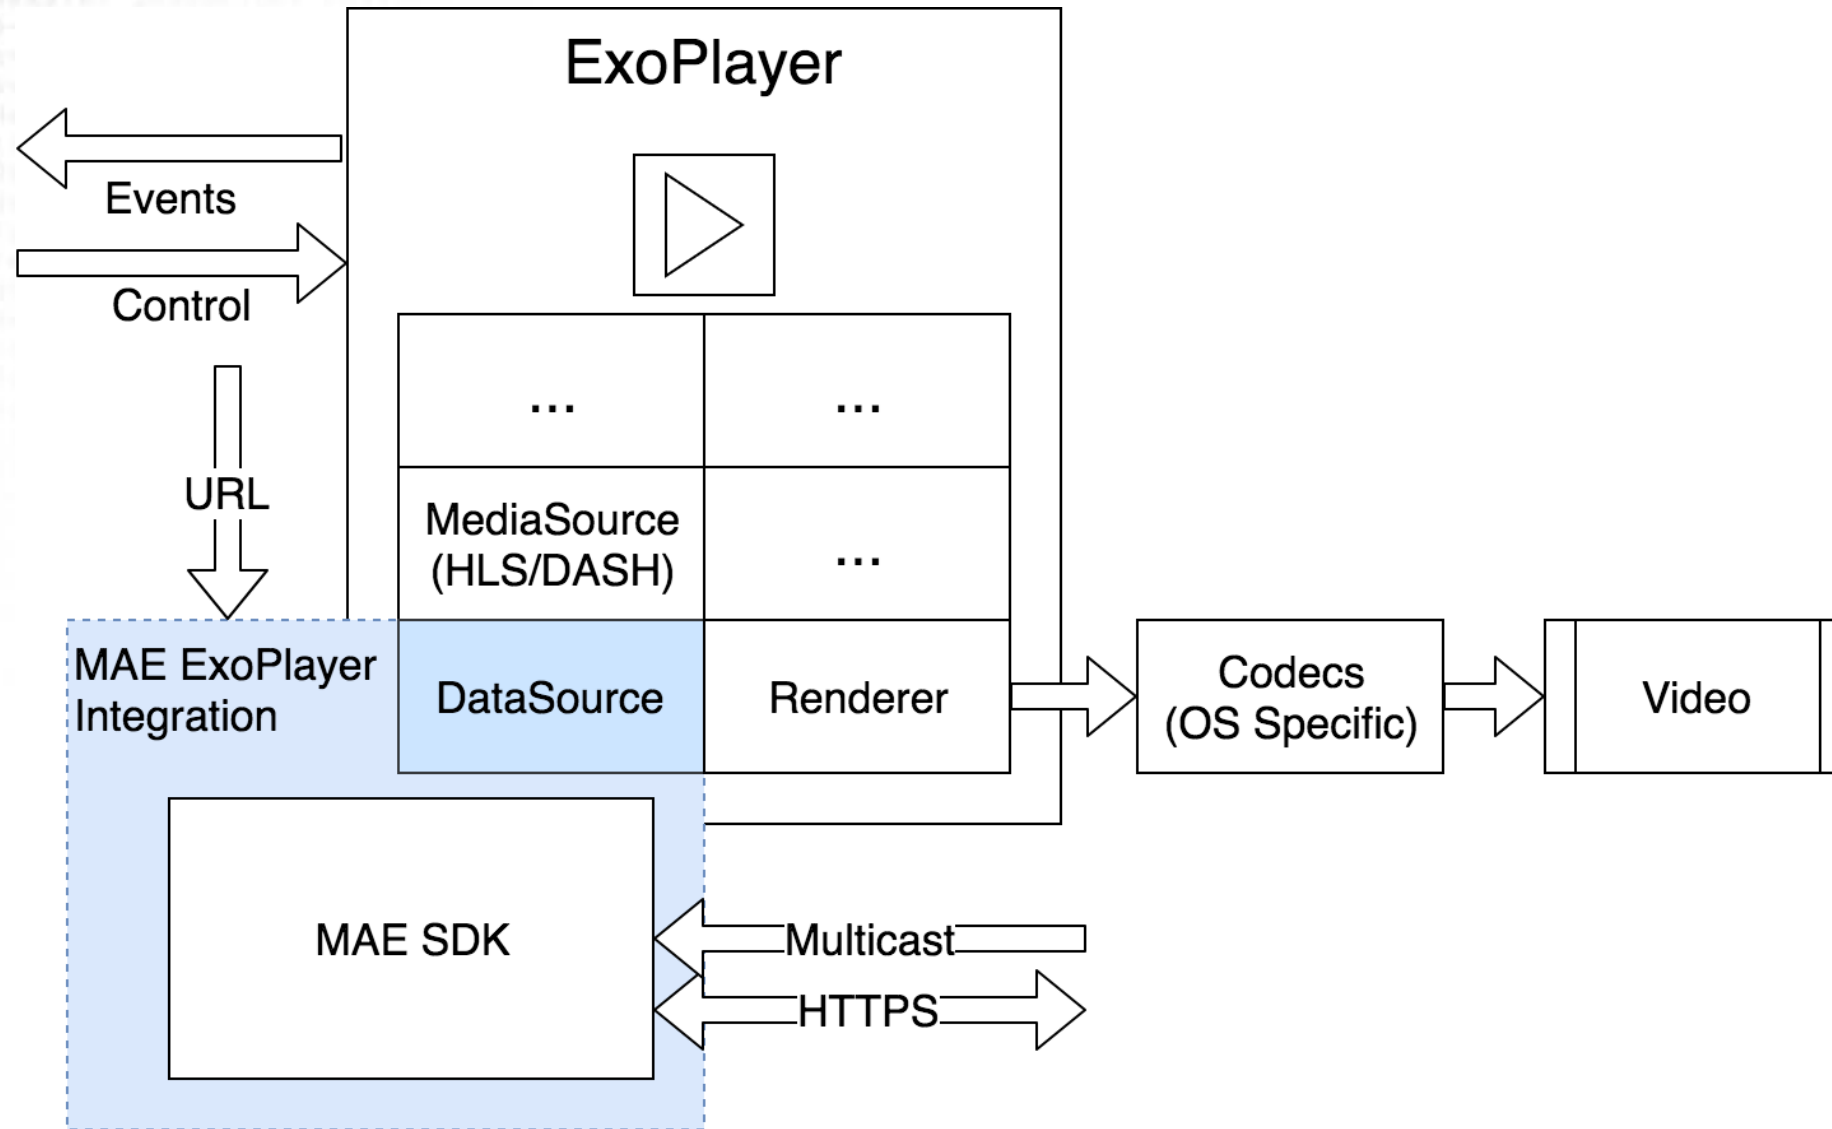 ExoPlayer
Events
Control
URL
...
...
MediaSource
(HLS/DASH)
...
MAE ExoPlayer
Integration
DataSource
Renderer
Codecs
(OS Specific)
Video
MAE SDK
Multicast
HTTPS